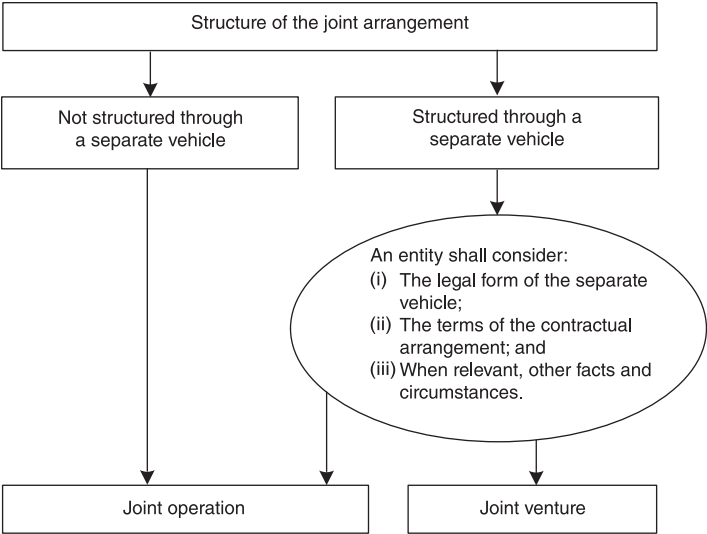 Structure of the joint arrangement
Not structured through
a separate vehicle
Structured through a
separate vehicle
An entity shall consider:
(i) The legal form of the separate
vehicle;
(ii) The terms of the contractual
arrangement; and
(iii) When relevant, other facts and
circumstances.
Joint operation
Joint venture